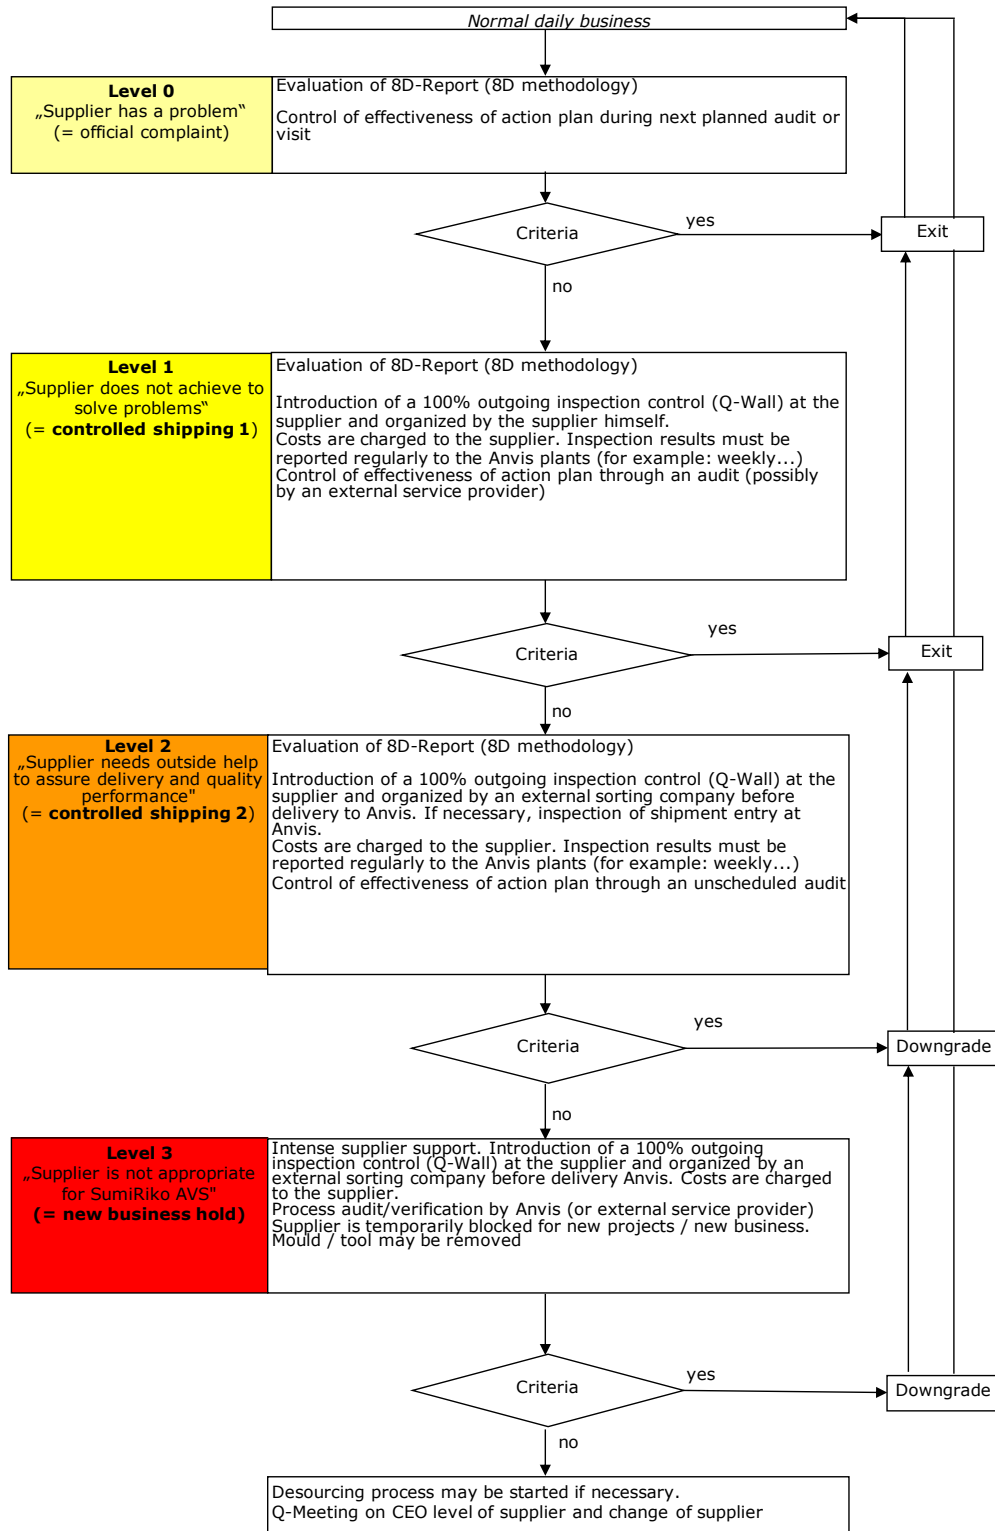 Normal daily business
Level 0
„Supplier has a problem“
(= official complaint)
Evaluation of 8D-Report (8D methodology)
Control of effectiveness of action plan during next planned audit or
visit
Criteria
yes
Exit
no
Level 1
„Supplier does not achieve to
solve problems“
(= controlled shipping 1)
Evaluation of 8D-Report (8D methodology)
Introduction of a 100% outgoing inspection control (Q-Wall) at the
supplier and organized by the supplier himself.
Costs are charged to the supplier. Inspection results must be
reported regularly to the Anvis plants (for example: weekly...)
Control of effectiveness of action plan through an audit (possibly
by an external service provider)
Criteria
yes
Exit
no
Level 2
„Supplier needs outside help
to assure delivery and quality
performance"
(= controlled shipping 2)
Evaluation of 8D-Report (8D methodology)
Introduction of a 100% outgoing inspection control (Q-Wall) at the
supplier and organized by an external sorting company before
delivery to Anvis. If necessary, inspection of shipment entry at
Anvis.
Costs are charged to the supplier. Inspection results must be
reported regularly to the Anvis plants (for example: weekly...)
Control of effectiveness of action plan through an unscheduled audit
Criteria
yes
Downgrade
no
Level 3
„Supplier is not appropriate
for SumiRiko AVS"
(= new business hold)
Intense supplier support. Introduction of a 100% outgoing
inspection control (Q-Wall) at the supplier and organized by an
external sorting company before delivery Anvis. Costs are charged
to the supplier.
Process audit/verification by Anvis (or external service provider)
Supplier is temporarily blocked for new projects / new business.
Mould / tool may be removed
Criteria
yes
Downgrade
no
Desourcing process may be started if necessary.
Q-Meeting on CEO level of supplier and change of supplier